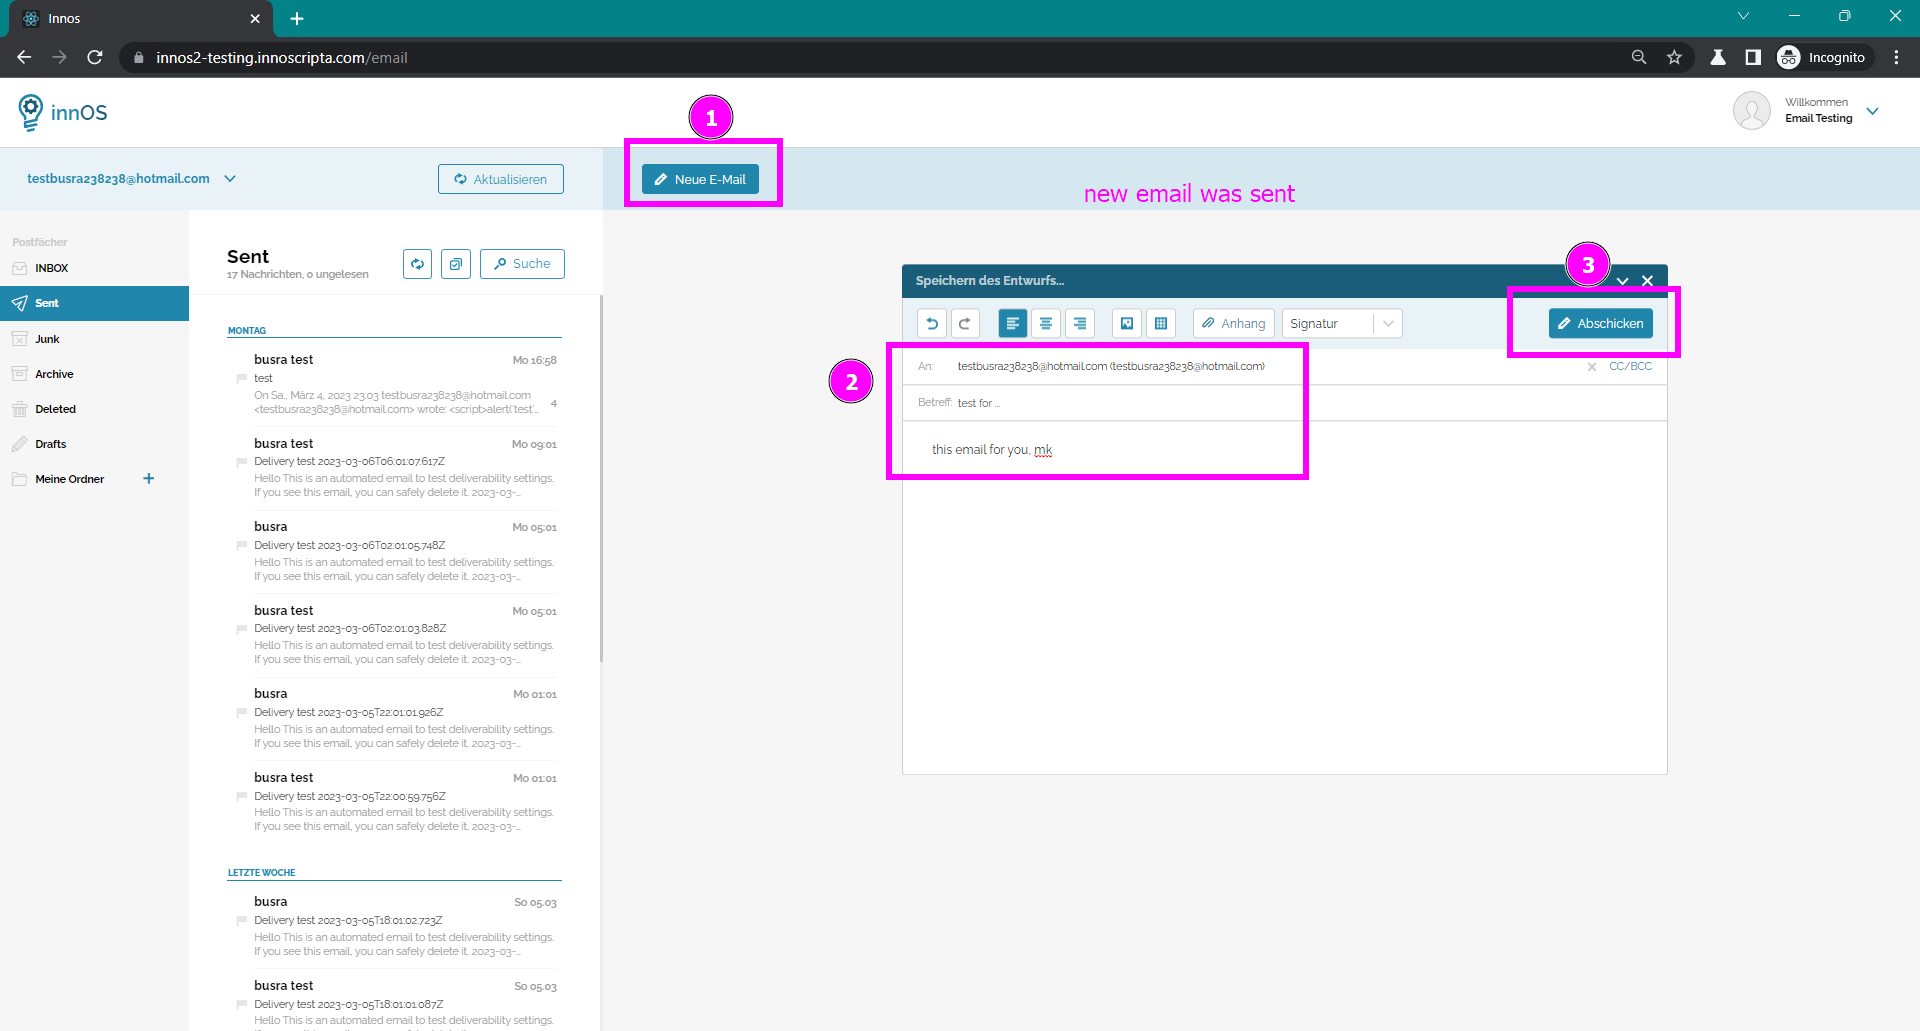 Innos
innos2-testing.innoscripta.com/email
Incognito
innOS
1
Willkommen
Email Testing
testbusra238238@hotmail.com
Aktualisieren
Neue E-Mail
new email was sent
Postfächer
INBOX
Sent
Junk
Archive
Deleted
Drafts
Meine Ordner
Sent
17 Nachrichten, 0 ungelesen
Suche
MONTAG
busra test Mo 16:58
test
On Sa., März 4, 2023 23:03 testbusra238238@hotmail.com
<testbusra238238@hotmail.com> wrote: <script>alert('test'... 4
busra test Mo 09:01
Delivery test 2023-03-06T06:01:07.617Z
Hello This is an automated email to test deliverability settings.
If you see this email, you can safely delete it. 2023-03-...
busra Mo 05:01
Delivery test 2023-03-06T02:01:05.748Z
Hello This is an automated email to test deliverability settings.
If you see this email, you can safely delete it. 2023-03-...
busra test Mo 05:01
Delivery test 2023-03-06T02:01:03.828Z
Hello This is an automated email to test deliverability settings.
If you see this email, you can safely delete it. 2023-03-...
busra Mo 01:01
Delivery test 2023-03-05T22:01:01.926Z
Hello This is an automated email to test deliverability settings.
If you see this email, you can safely delete it. 2023-03-...
busra test Mo 01:01
Delivery test 2023-03-05T22:00:59.756Z
Hello This is an automated email to test deliverability settings.
If you see this email, you can safely delete it. 2023-03-...
LETZTE WOCHE
busra So 05.03
Delivery test 2023-03-05T18:01:02.723Z
Hello This is an automated email to test deliverability settings.
If you see this email, you can safely delete it. 2023-03-...
busra test So 05.03
Delivery test 2023-03-05T18:01:01.087Z
Hello This is an automated email to test deliverability settings.
3
Speichern des Entwurfs...
Anhang
Signatur
Abschicken
2
An: testbusra238238@hotmail.com (testbusra238238@hotmail.com)
CC/BCC
Betreff: test for ...
this email for you, mk